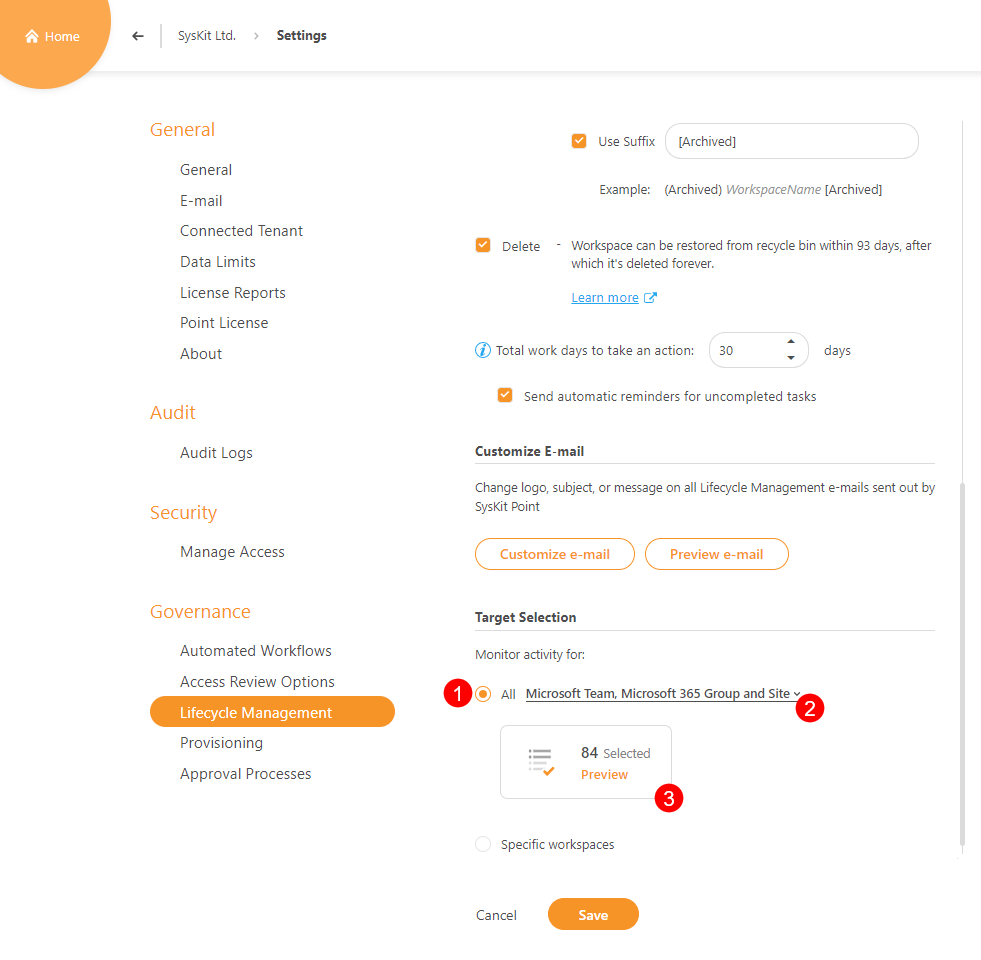 Home
SysKit Ltd. > Settings
General
General
E-mail
Connected Tenant
Data Limits
License Reports
Point License
About
Audit
Audit Logs
Security
Manage Access
Governance
Automated Workflows
Access Review Options
Lifecycle Management
Provisioning
Approval Processes
Use Suffix [Archived]
Example: (Archived) WorkspaceName [Archived]
Delete - Workspace can be restored from recycle bin within 93 days, after
which it's deleted forever.
Learn more
Total work days to take an action: 30 days
Send automatic reminders for uncompleted tasks
Customize E-mail
Change logo, subject, or message on all Lifecycle Management e-mails sent out by
SysKit Point
Customize e-mail Preview e-mail
Target Selection
Monitor activity for:
1 All Microsoft Team, Microsoft 365 Group and Site
2
84 Selected
Preview
3
Specific workspaces
Cancel Save